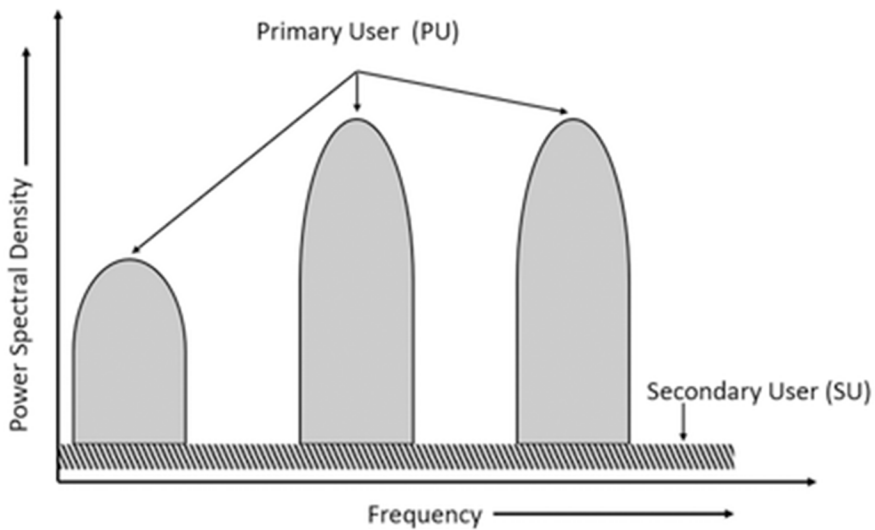 Primary User (PU)
Power Spectral Density
Secondary User (SU)
Frequency